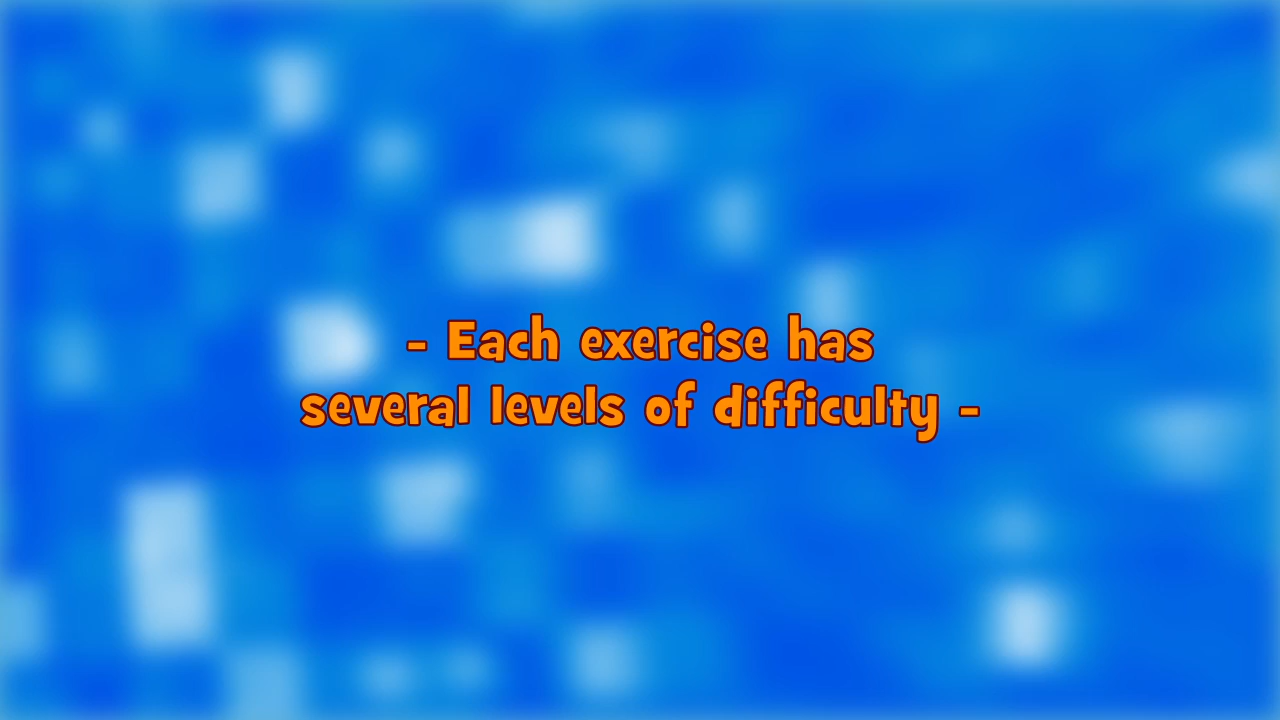 - Each exercise has
several levels of difficulty -